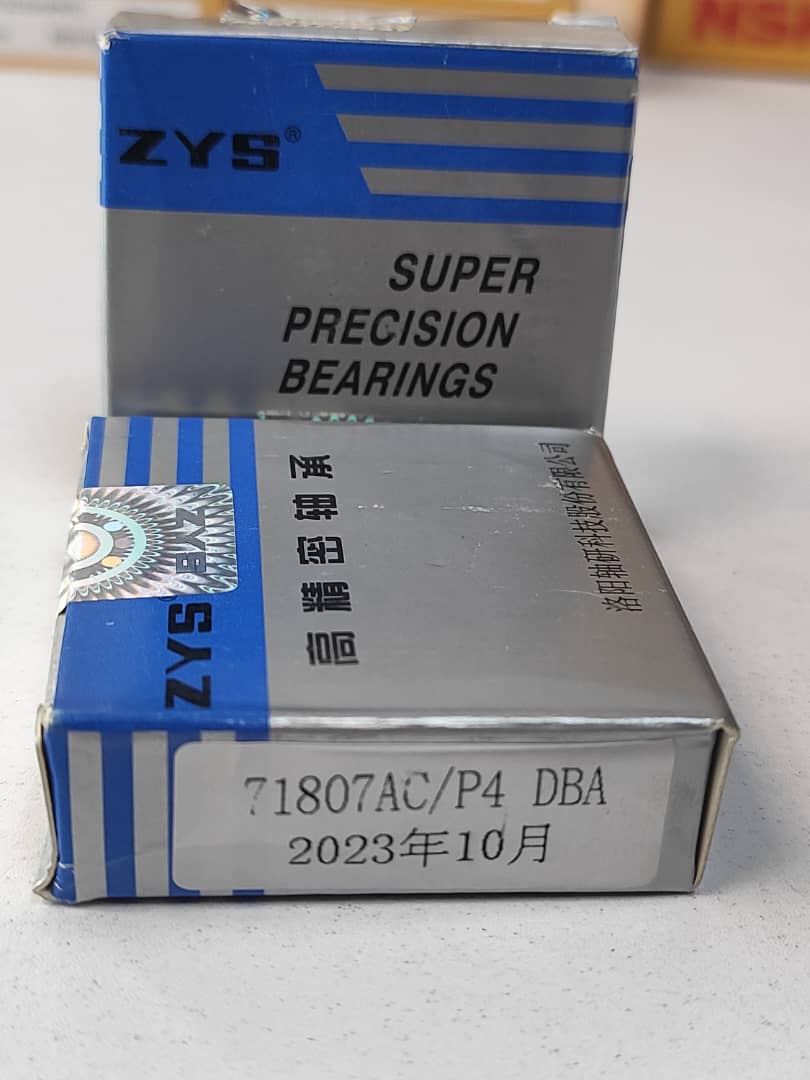 ZYS®
SUPER
PRECISION
BEARINGS
ZYS
ZYS
高精密轴承
洛阳轴研科技股份有限公司
71807AC/P4 DBA
2023年10月